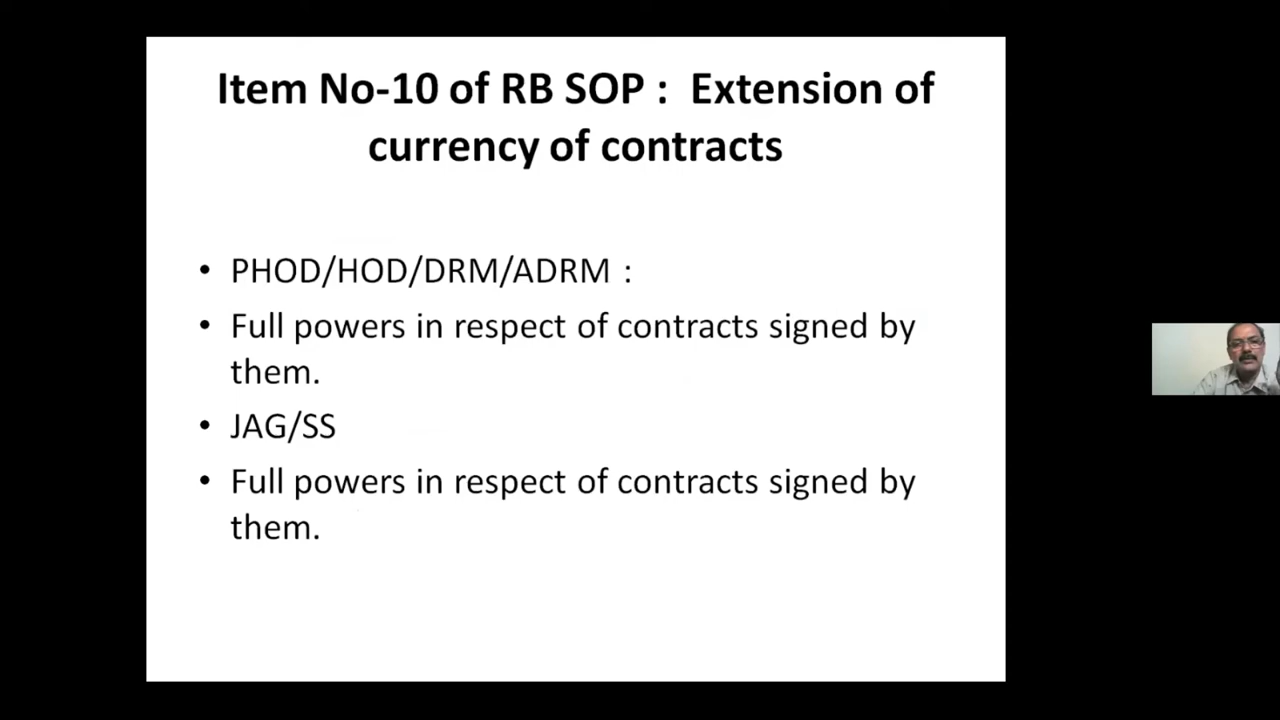 Item No-10 of RB SOP :  Extension of
currency of contracts
• PHOD/HOD/DRM/ADRM :
• Full powers in respect of contracts signed by
them.
• JAG/SS
• Full powers in respect of contracts signed by
them.